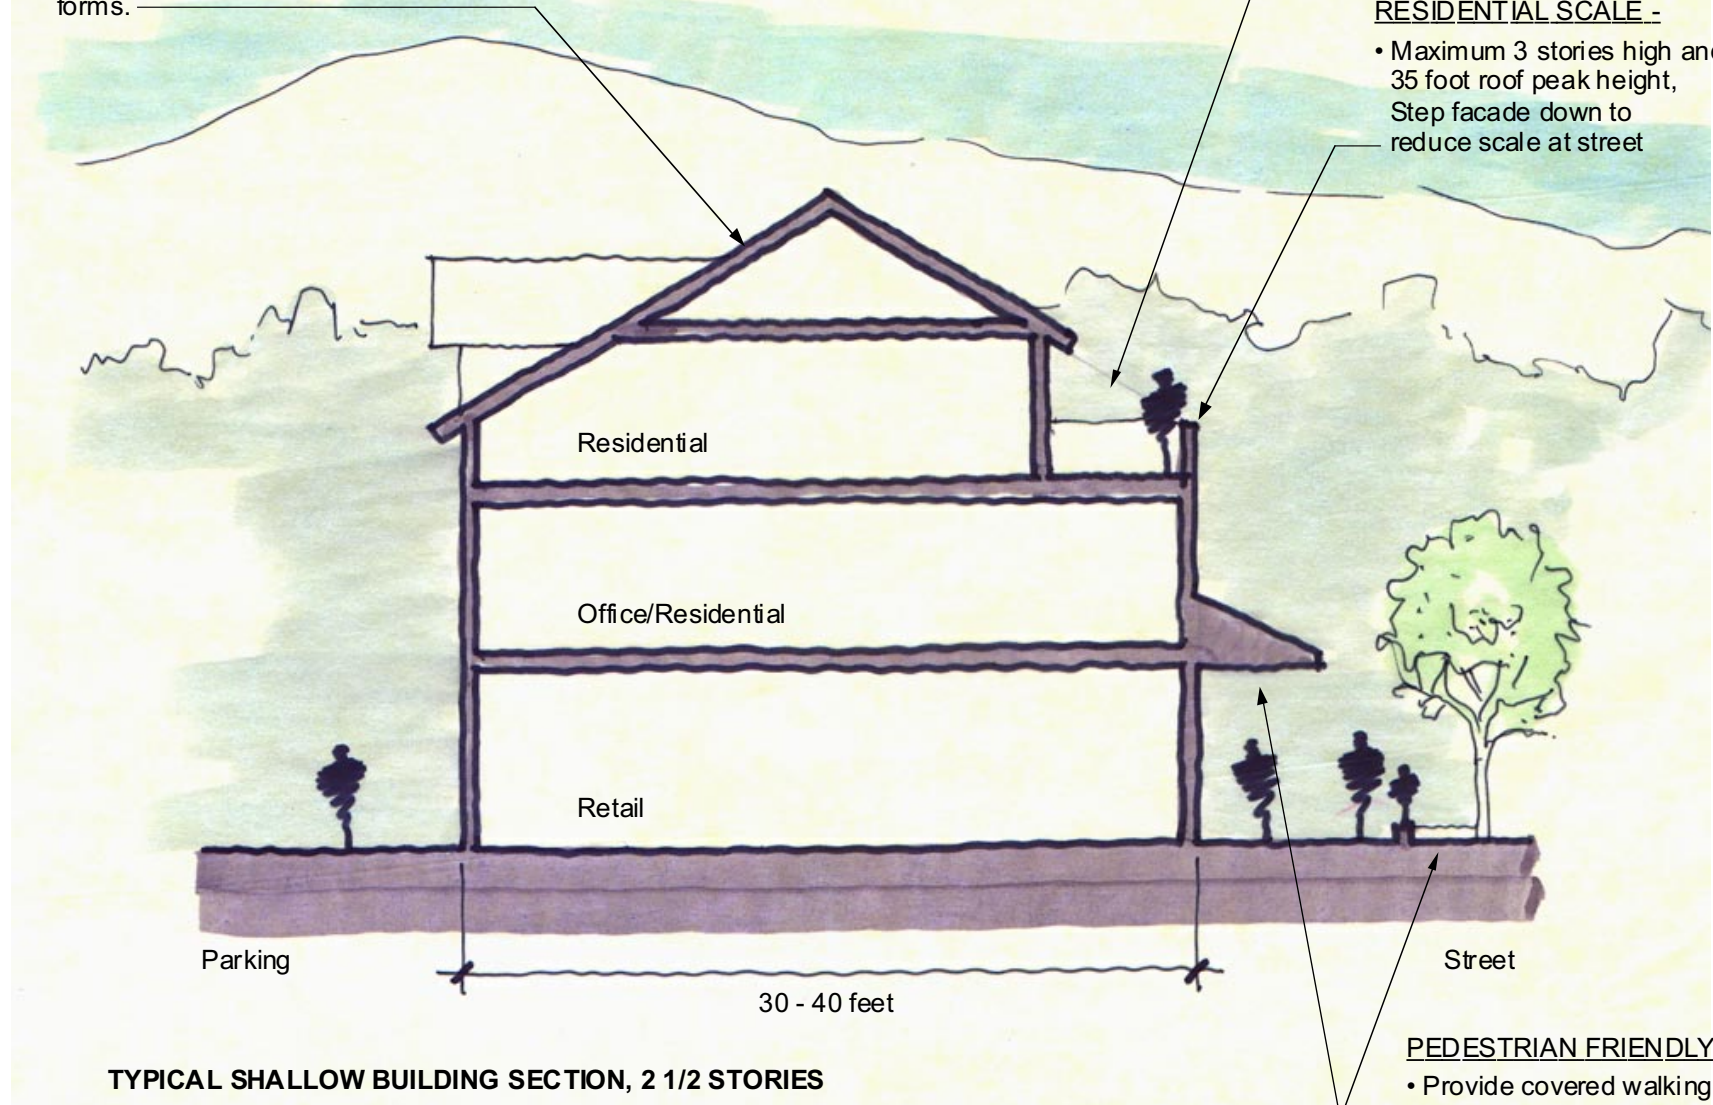 forms.
RESIDENTIAL SCALE -
• Maximum 3 stories high and
35 foot roof peak height,
Step facade down to
reduce scale at street
Residential
Office/Residential
Retail
Parking
Street
30 - 40 feet
TYPICAL SHALLOW BUILDING SECTION, 2 1/2 STORIES
PEDESTRIAN FRIENDLY
• Provide covered walking